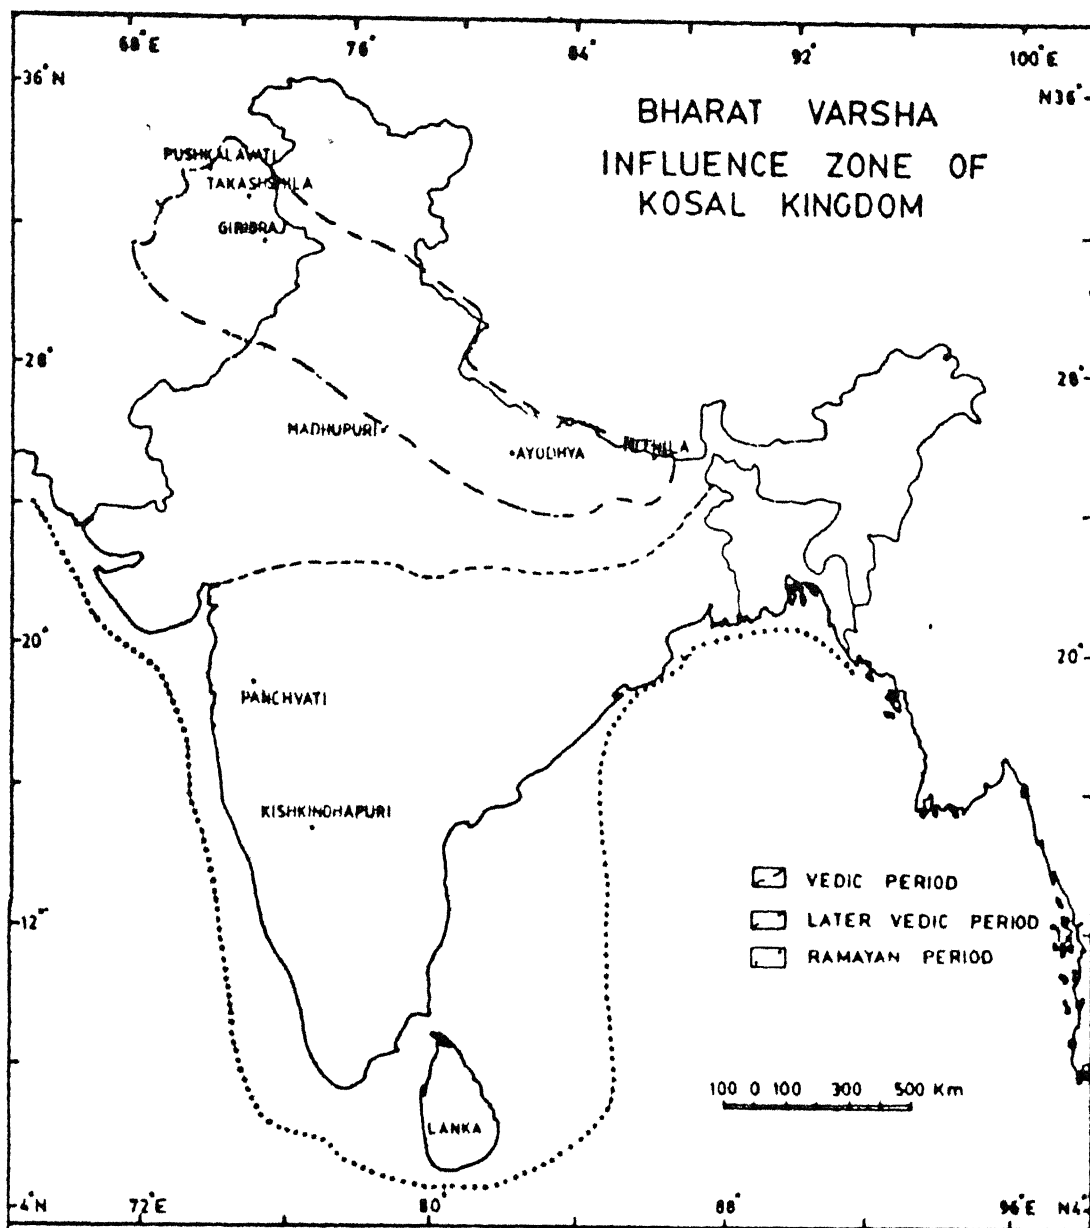 68°E 76° 84° 92° 100°E
36°N
N36°
BHARAT VARSHA
INFLUENCE ZONE OF
KOSAL KINGDOM
PUSHKALAVATI
TAKASHSHILA
GIRIBRAJ
28°
28°
MADHUPURI
AYODHYA
MITHILA
20°
20°
PANCHVATI
KISHKINDHAPURI
VEDIC PERIOD
12°
LATER VEDIC PERIOD
RAMAYAN PERIOD
100 0 100 300 500 Km
LANKA
4°N 72°E 80° 88° 96°E N4°